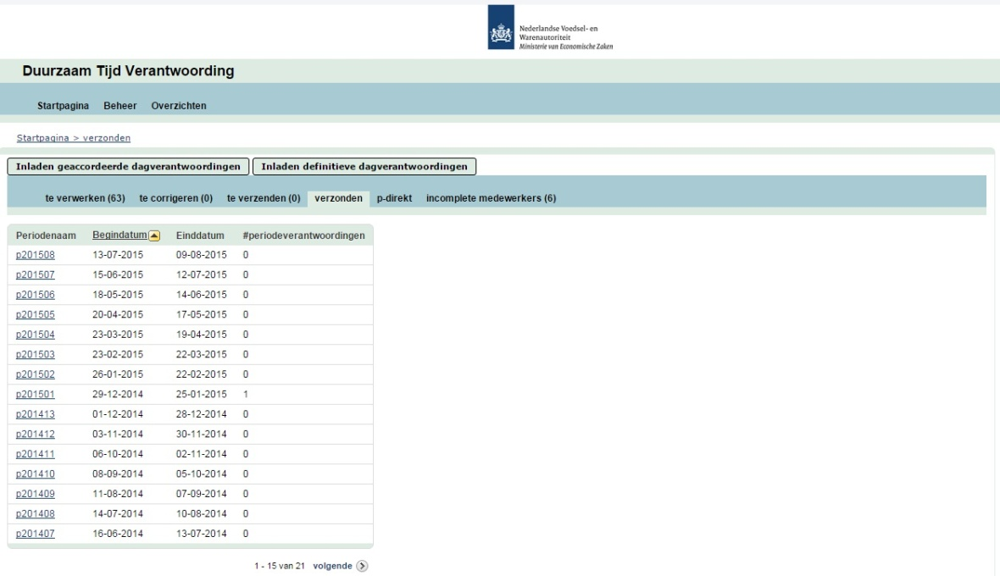 Nederlandse Voedsel- en
Warenautoriteit
Ministerie van Economische Zaken
Duurzaam Tijd Verantwoording
Startpagina Beheer Overzichten
Startpagina > verzonden
Inladen geaccordeerde dagverantwoordingen Inladen definitieve dagverantwoordingen
te verwerken (63) te corrigeren (0) te verzenden (0) verzonden p-direkt incomplete medewerkers (6)
Periodenaam Begindatum Einddatum #periodeverantwoordingen
p201508 13-07-2015 09-08-2015 0
p201507 15-06-2015 12-07-2015 0
p201506 18-05-2015 14-06-2015 0
p201505 20-04-2015 17-05-2015 0
p201504 23-03-2015 19-04-2015 0
p201503 23-02-2015 22-03-2015 0
p201502 26-01-2015 22-02-2015 0
p201501 29-12-2014 25-01-2015 1
p201413 01-12-2014 28-12-2014 0
p201412 03-11-2014 30-11-2014 0
p201411 06-10-2014 02-11-2014 0
p201410 08-09-2014 05-10-2014 0
p201409 11-08-2014 07-09-2014 0
p201408 14-07-2014 10-08-2014 0
p201407 16-06-2014 13-07-2014 0
1 - 15 van 21 volgende